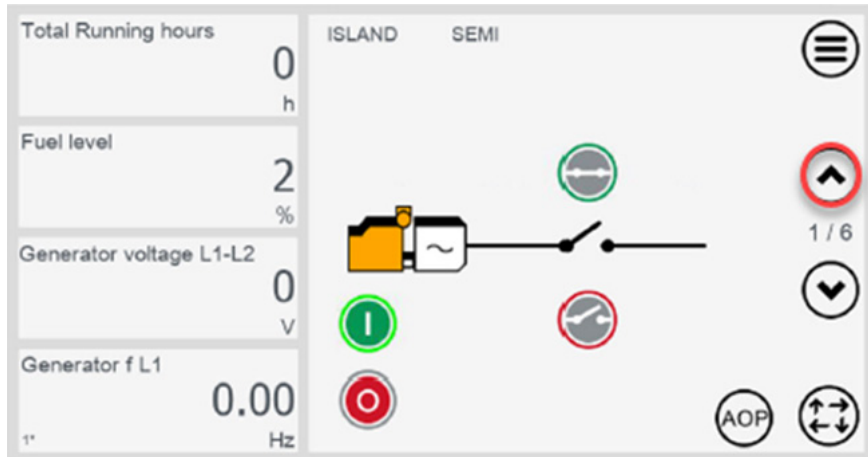 Total Running hours
0
h
Fuel level
2
%
Generator voltage L1-L2
0
V
Generator f L1
0.00
1* Hz
ISLAND SEMI
1 / 6
I
O
AOP